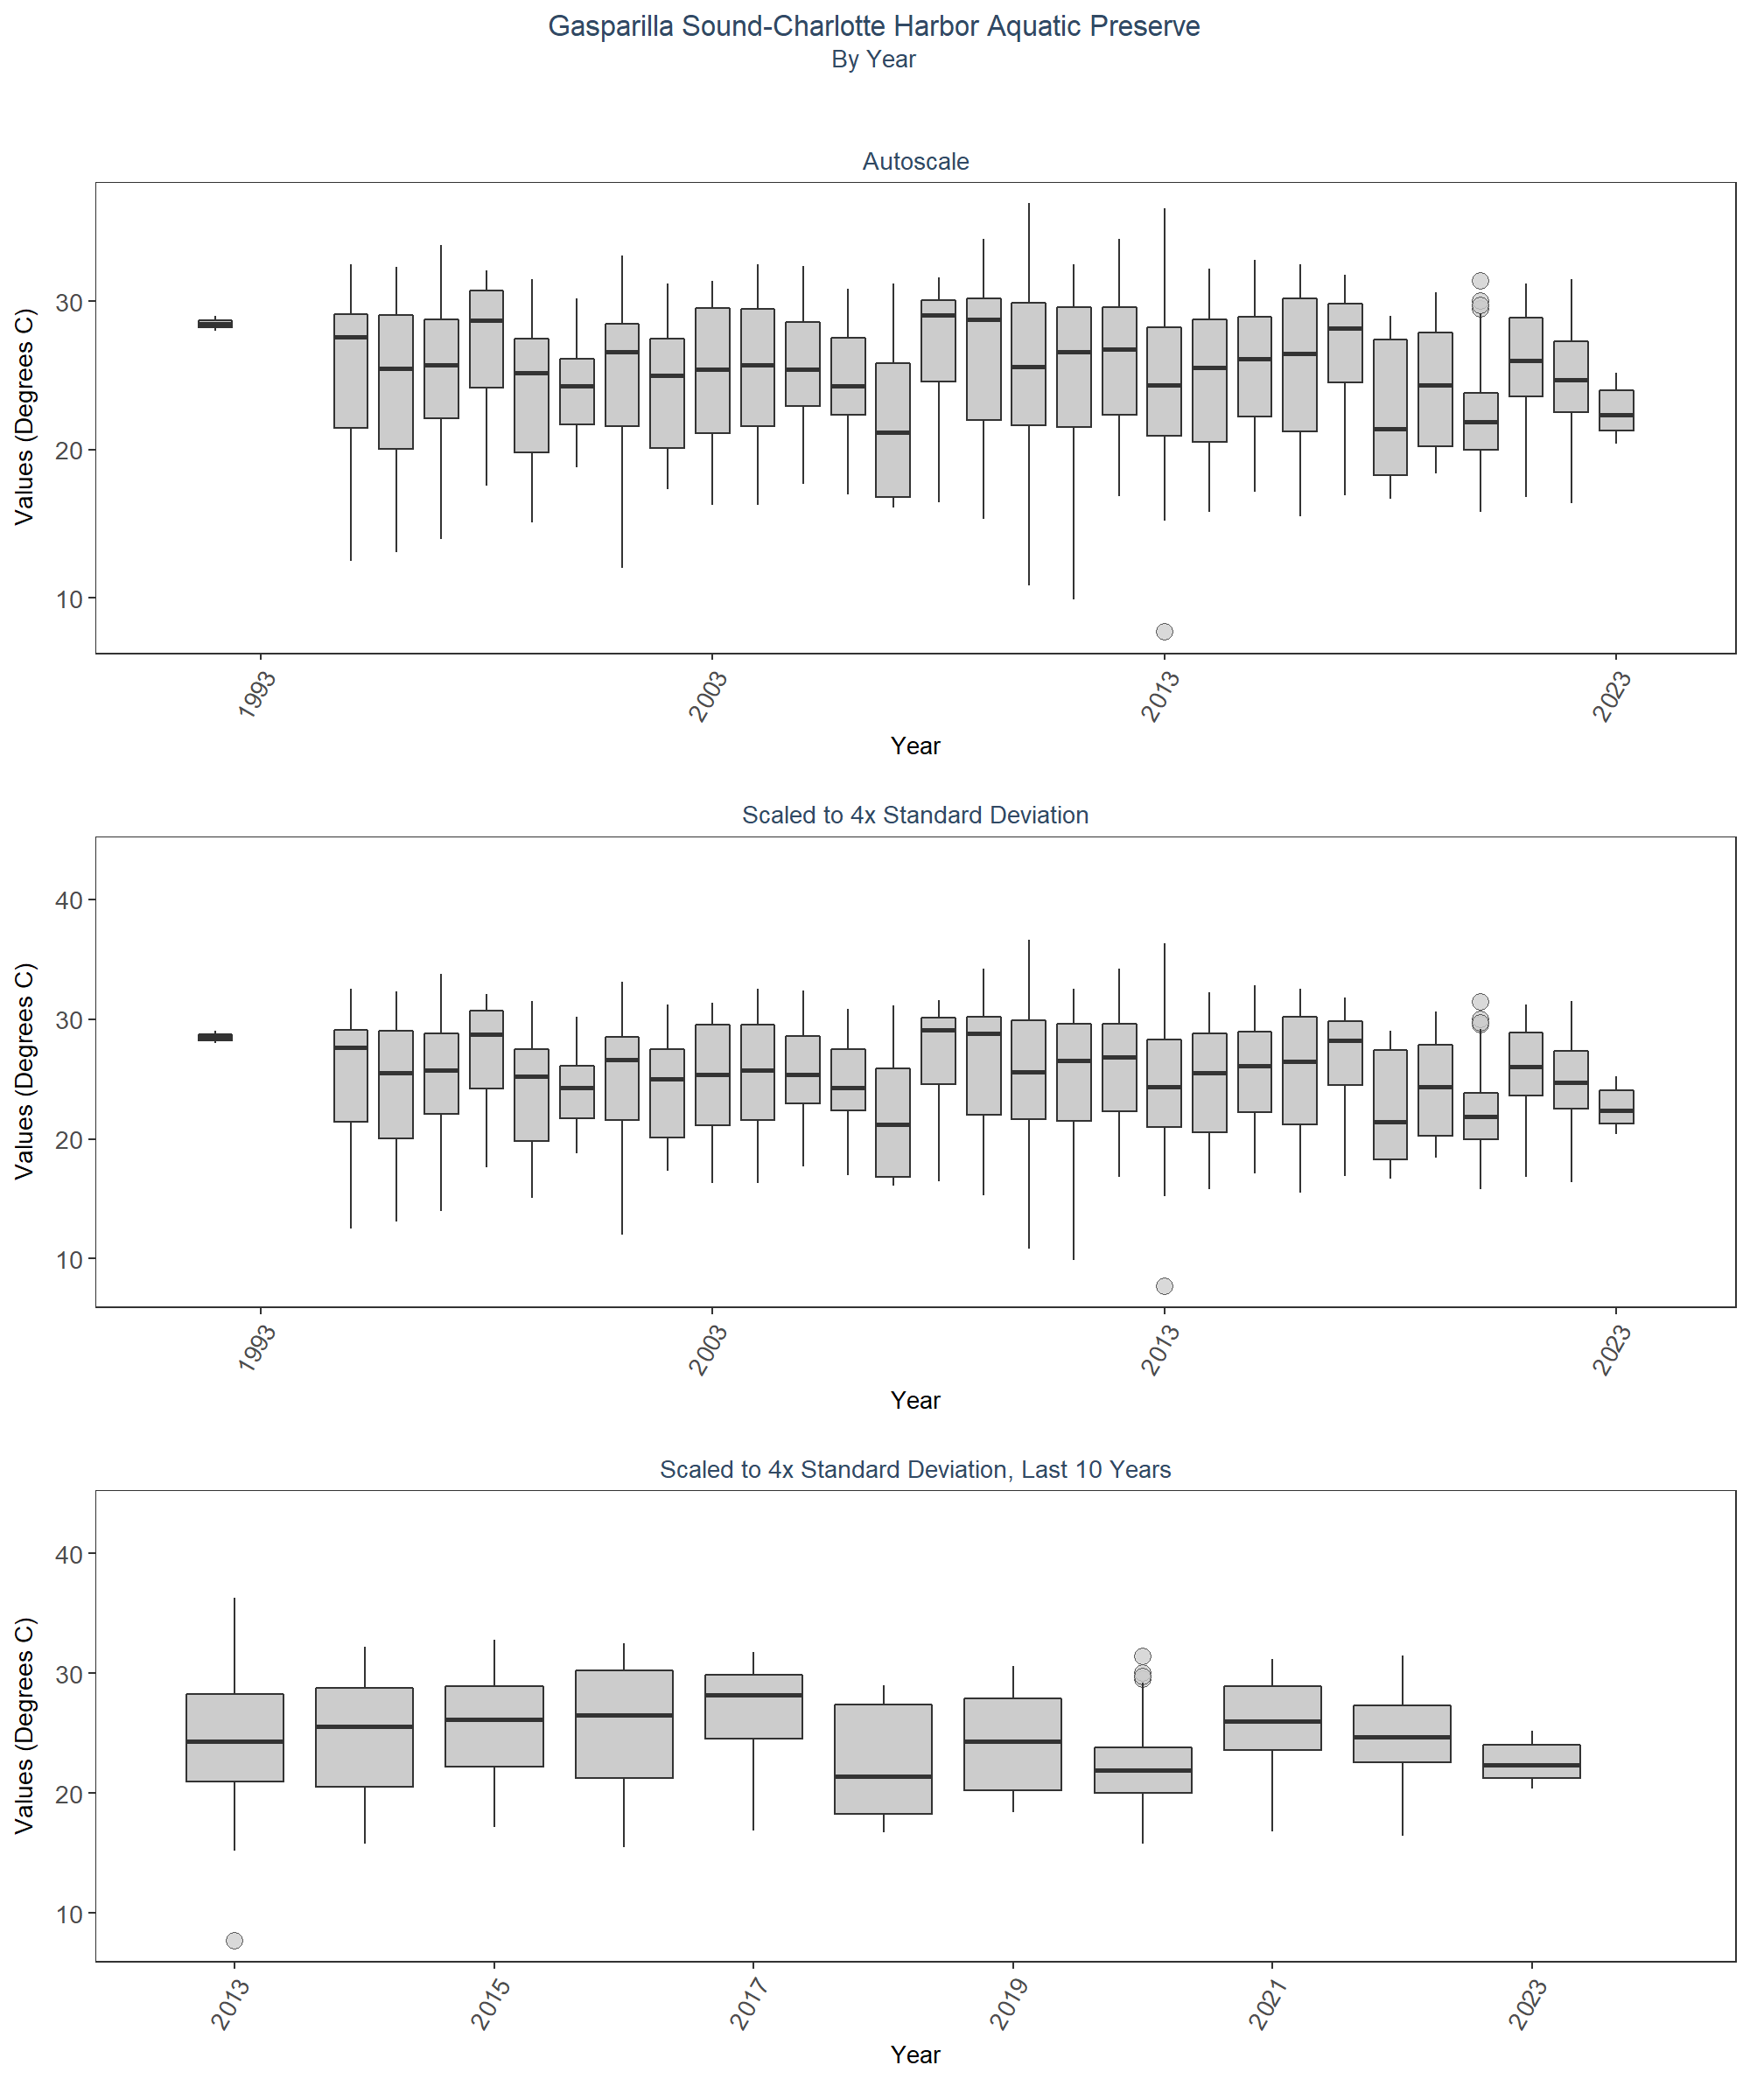 Gasparilla Sound-Charlotte Harbor Aquatic Preserve
By Year
Autoscale
Values (Degrees C)
30
20
10
1993
2003
2013
2023
Year
Scaled to 4x Standard Deviation
Values (Degrees C)
40
30
20
10
1993
2003
2013
2023
Year
Scaled to 4x Standard Deviation, Last 10 Years
Values (Degrees C)
40
30
20
10
2013
2015
2017
2019
2021
2023
Year